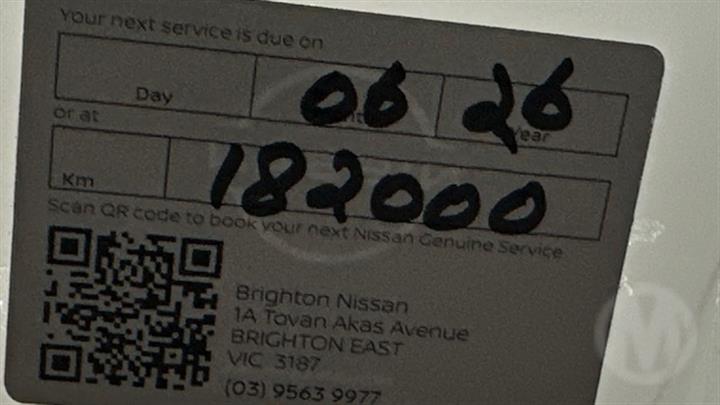 Your next service is due on
Day 06 26
Year
or at
Km 182000
Scan QR code to book your next Nissan Genuine Service
Brighton Nissan
1A Tovan Akas Avenue
BRIGHTON EAST
VIC 3187
(03) 9563 9977
M